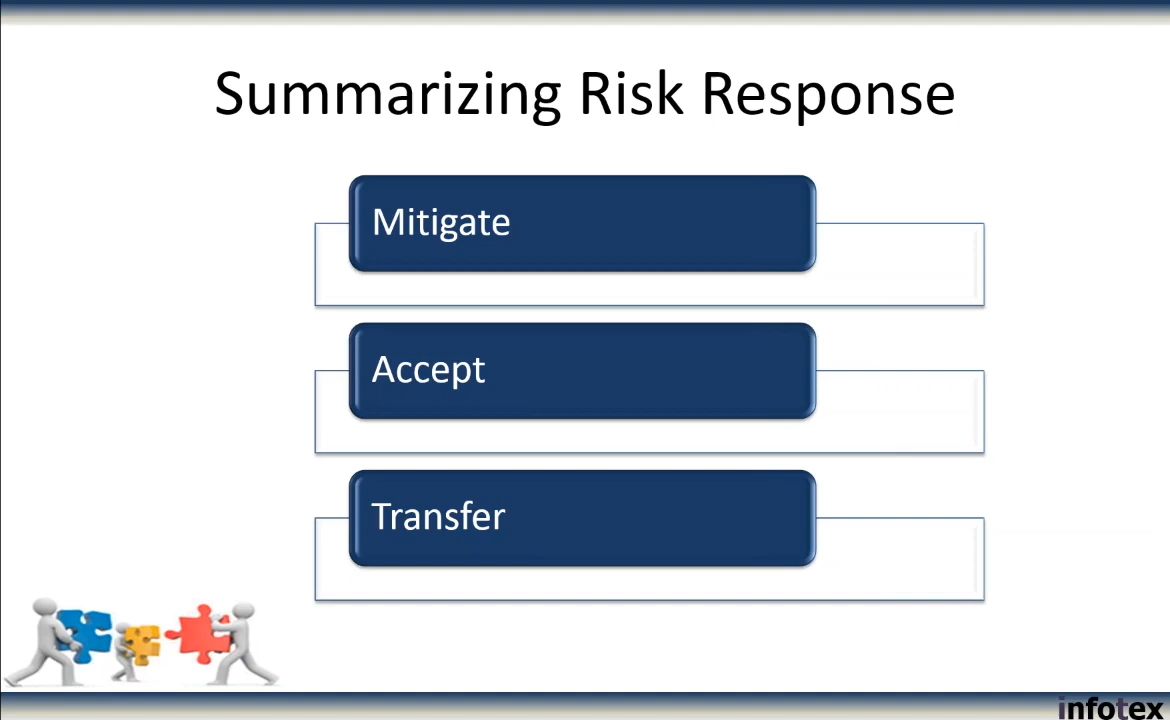 Summarizing Risk Response
Mitigate
Accept
Transfer
infotex